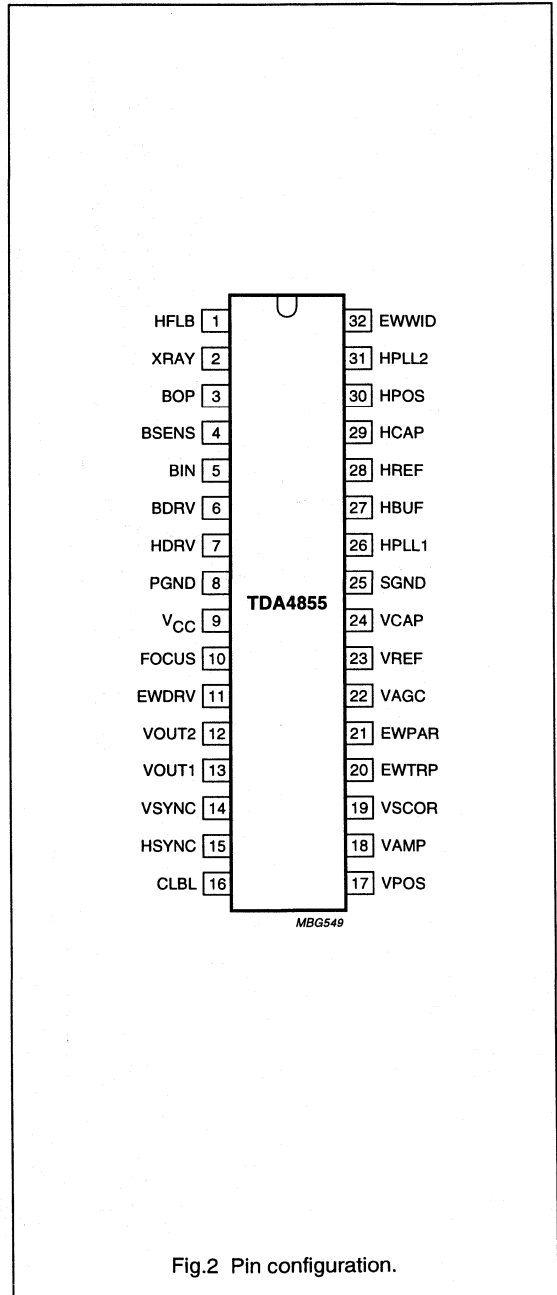 HFLB 1 32 EWWID
XRAY 2 31 HPLL2
BOP 3 30 HPOS
BSENS 4 29 HCAP
BIN 5 28 HREF
BDRV 6 27 HBUF
HDRV 7 26 HPLL1
PGND 8 25 SGND
TDA4855
VCC 9 24 VCAP
FOCUS 10 23 VREF
EWDRV 11 22 VAGC
VOUT2 12 21 EWPAR
VOUT1 13 20 EWTRP
VSYNC 14 19 VSCOR
HSYNC 15 18 VAMP
CLBL 16 17 VPOS
MBG549
Fig.2 Pin configuration.